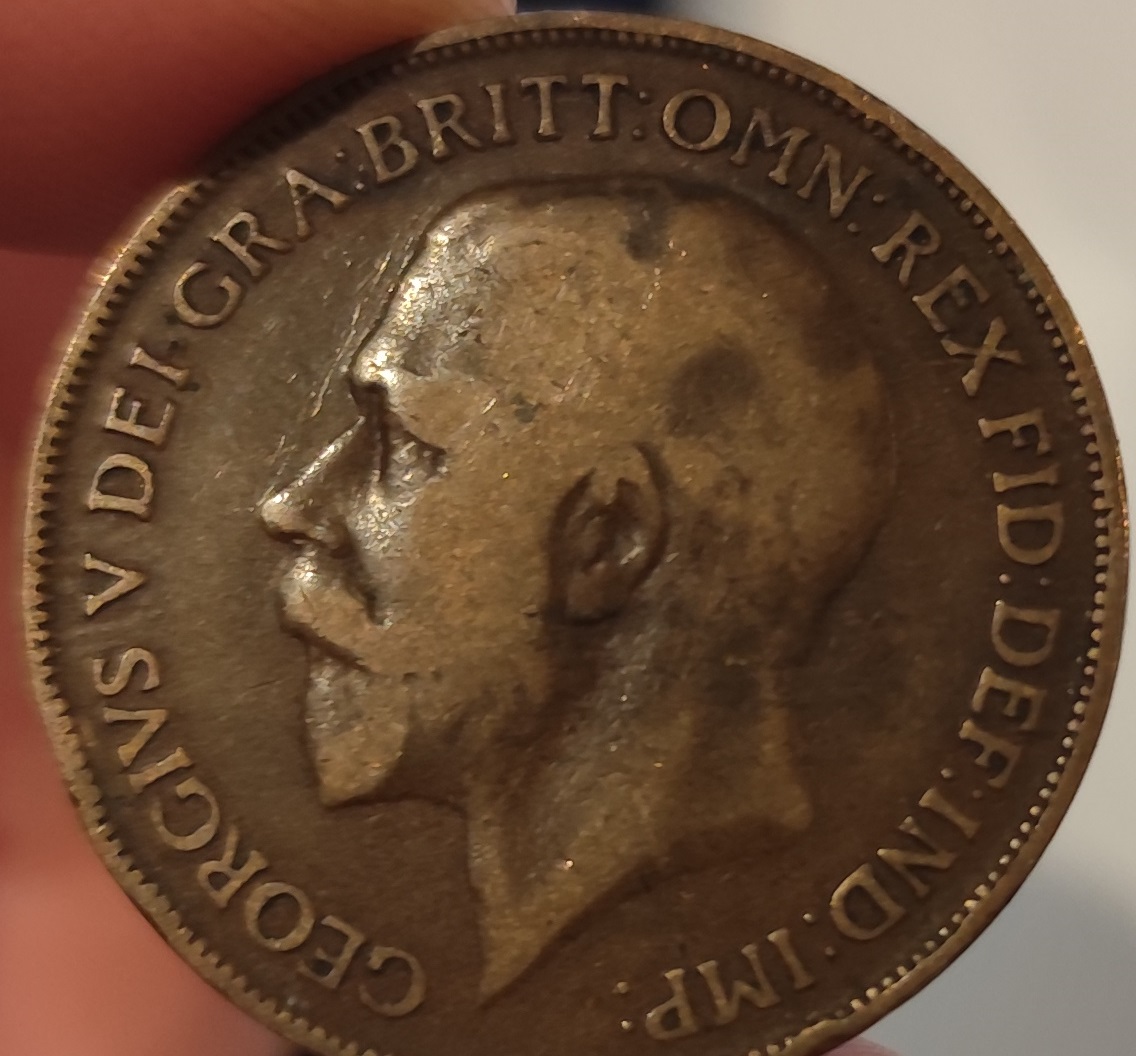 GEORGIVS V DEI GRA: BRITT: OMN: REX FID: DEF: IND: IMP: